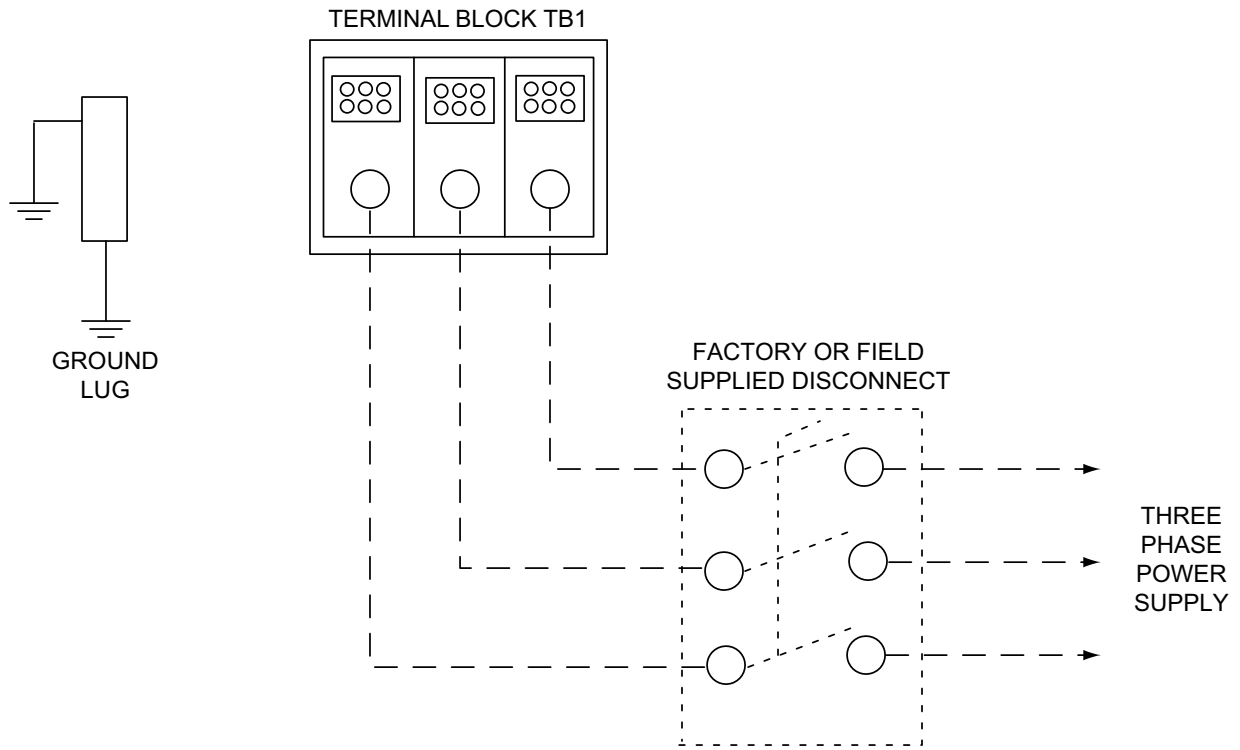 TERMINAL BLOCK TB1
GROUND
LUG
FACTORY OR FIELD
SUPPLIED DISCONNECT
THREE
PHASE
POWER
SUPPLY